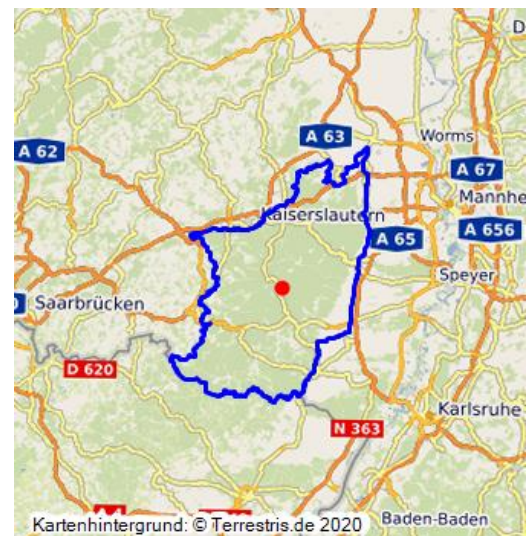 D
A 63
Worms
A 62
A 67
Mannhe
Kaiserslautern
A 656
A 65
Speyer
Saarbrücken
D 620
Karlsruhe
N 363
Baden-Baden
Kartenhintergrund: © Terrestris.de 2020